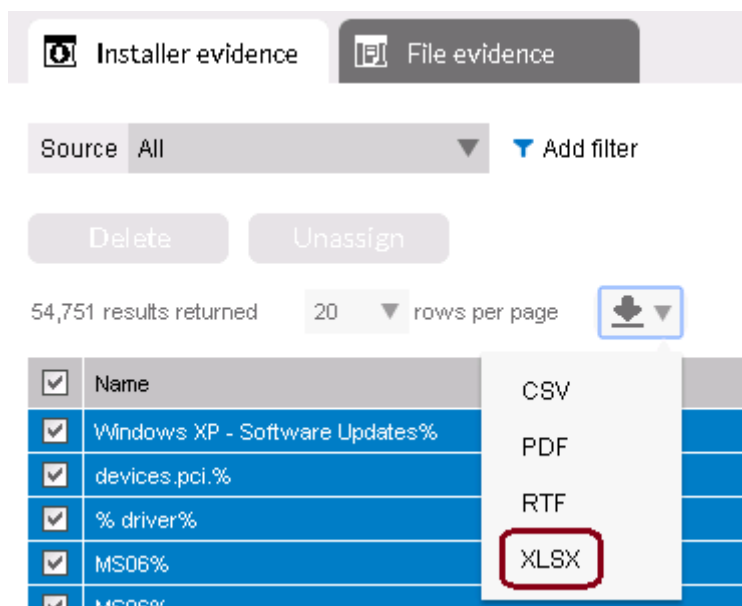 Installer evidence File evidence
Source All Add filter
Delete Unassign
54,751 results returned 20 rows per page
Name
Windows XP - Software Updates%
devices.pci.%
% driver%
MS06%
MS06%
CSV
PDF
RTF
XLSX